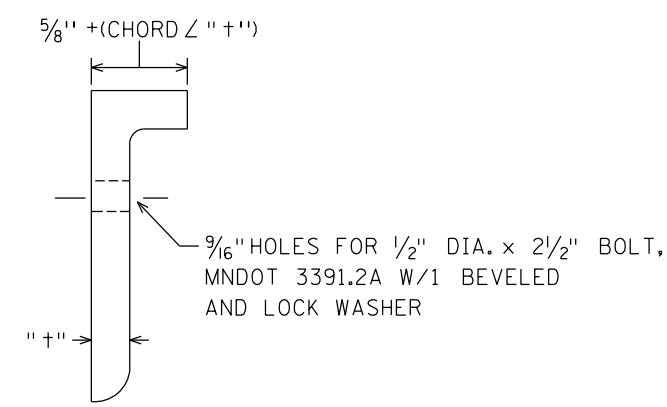 5/8" +(CHORD ∠ "t")
9/16" HOLES FOR 1/2" DIA. x 2 1/2" BOLT,
MNDOT 3391.2A W/1 BEVELED
AND LOCK WASHER
"t"